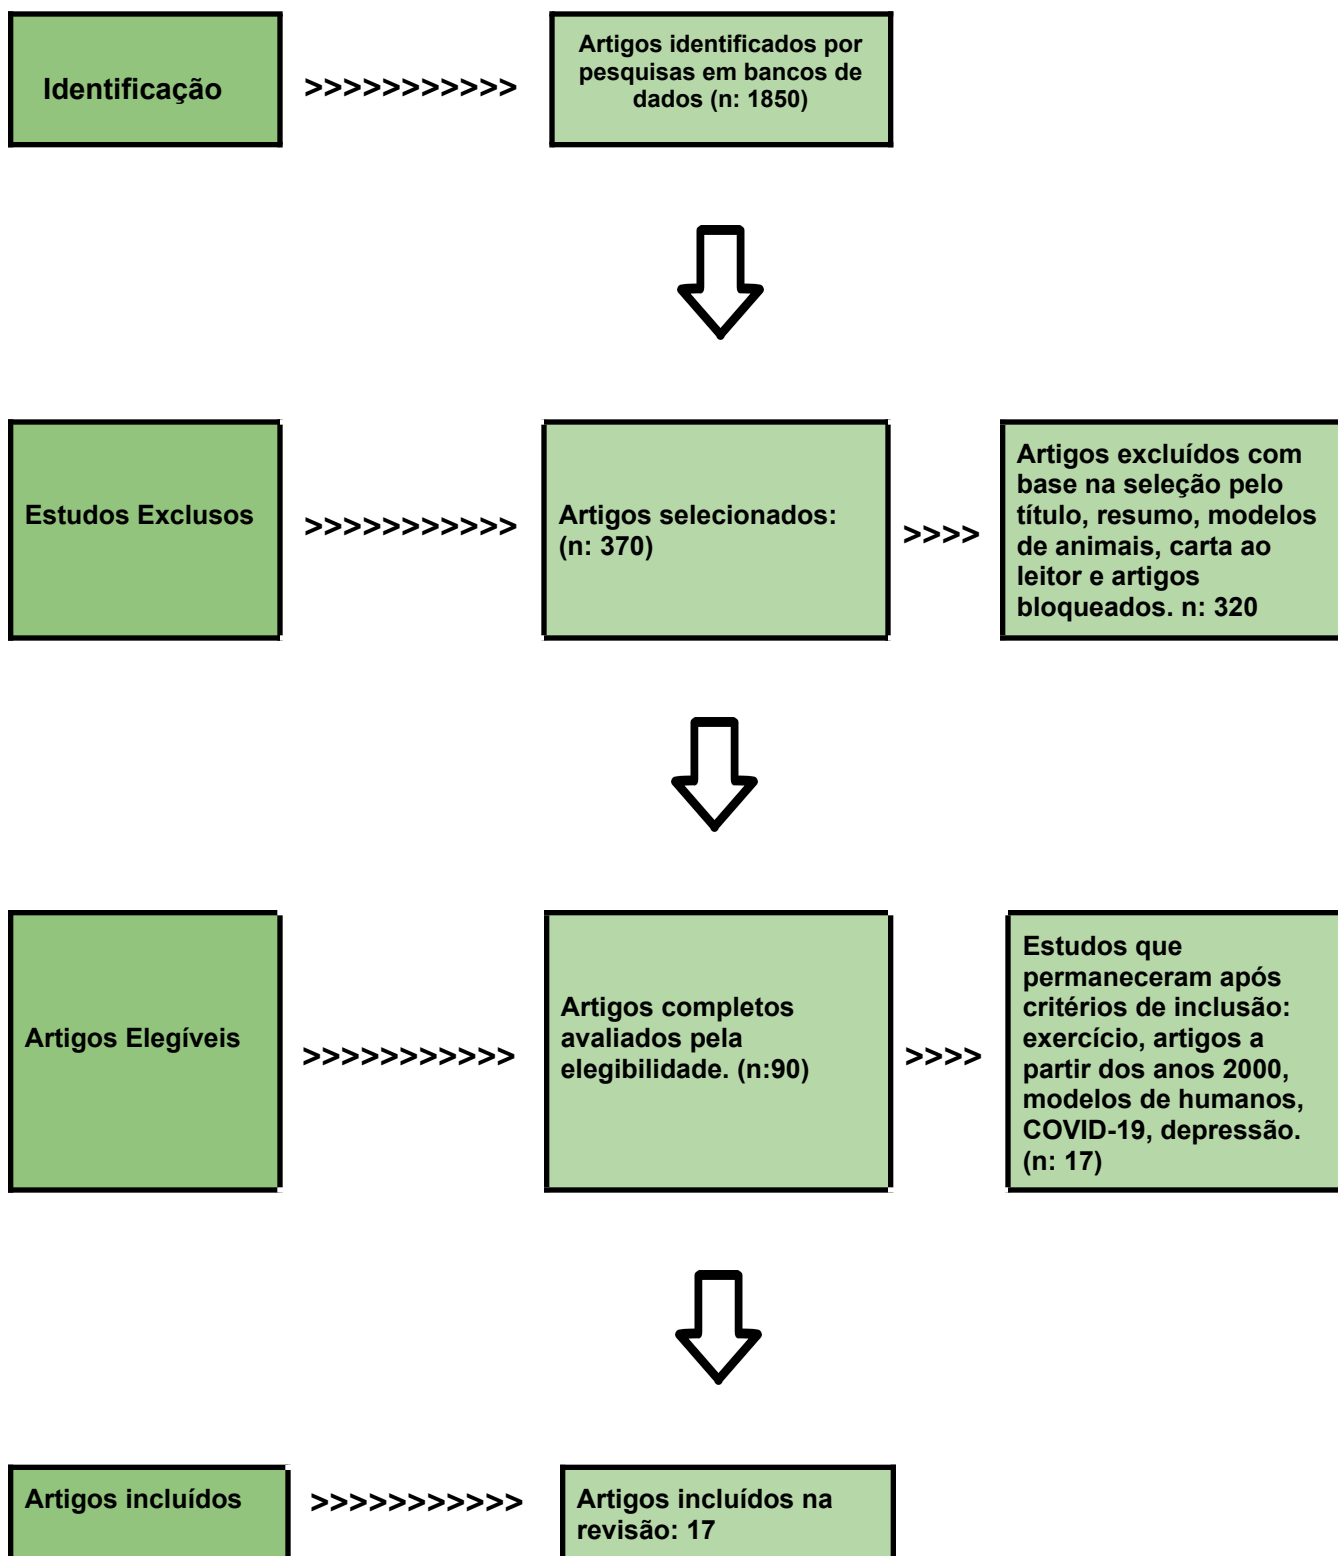 Identificação
>>>>>>>>>>>
Artigos identificados por
pesquisas em bancos de
dados (n: 1850)
Estudos Exclusos
>>>>>>>>>>>
Artigos selecionados:
(n: 370)
>>>>
Artigos excluídos com
base na seleção pelo
título, resumo, modelos
de animais, carta ao
leitor e artigos
bloqueados. n: 320
Artigos Elegíveis
>>>>>>>>>>>
Artigos completos
avaliados pela
elegibilidade. (n:90)
>>>>
Estudos que
permaneceram após
critérios de inclusão:
exercício, artigos a
partir dos anos 2000,
modelos de humanos,
COVID-19, depressão.
(n: 17)
Artigos incluídos
>>>>>>>>>>>
Artigos incluídos na
revisão: 17